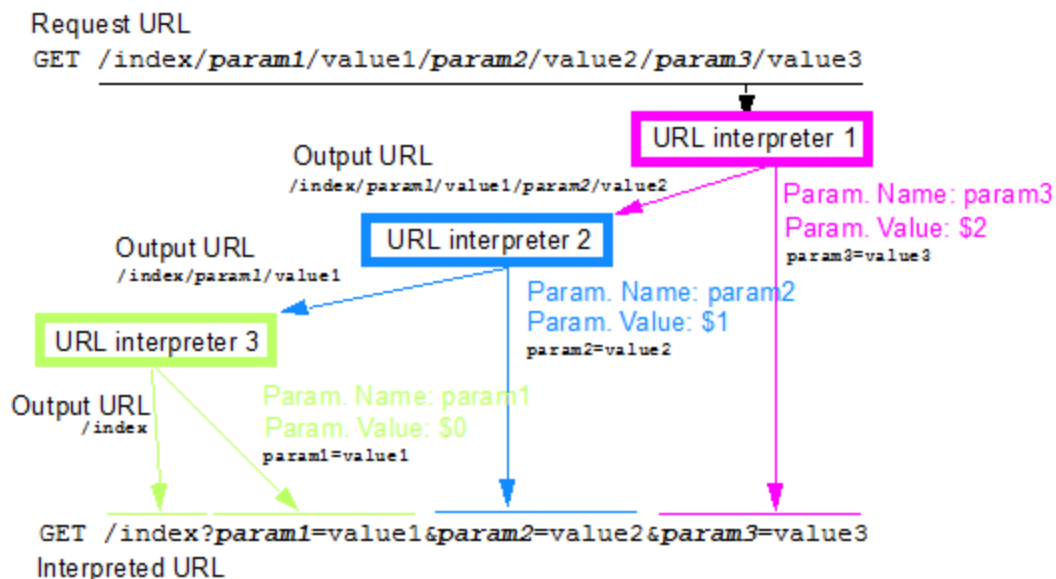 Request URL
GET /index/param1/value1/param2/value2/param3/value3
URL interpreter 1
Output URL
/index/param1/value1/param2/value2
Param. Name: param3
Param. Value: $2
param3=value3
URL interpreter 2
Output URL
/index/param1/value1
Param. Name: param2
Param. Value: $1
param2=value2
URL interpreter 3
Output URL
/index
Param. Name: param1
Param. Value: $0
param1=value1
GET /index?param1=value1&param2=value2&param3=value3
Interpreted URL